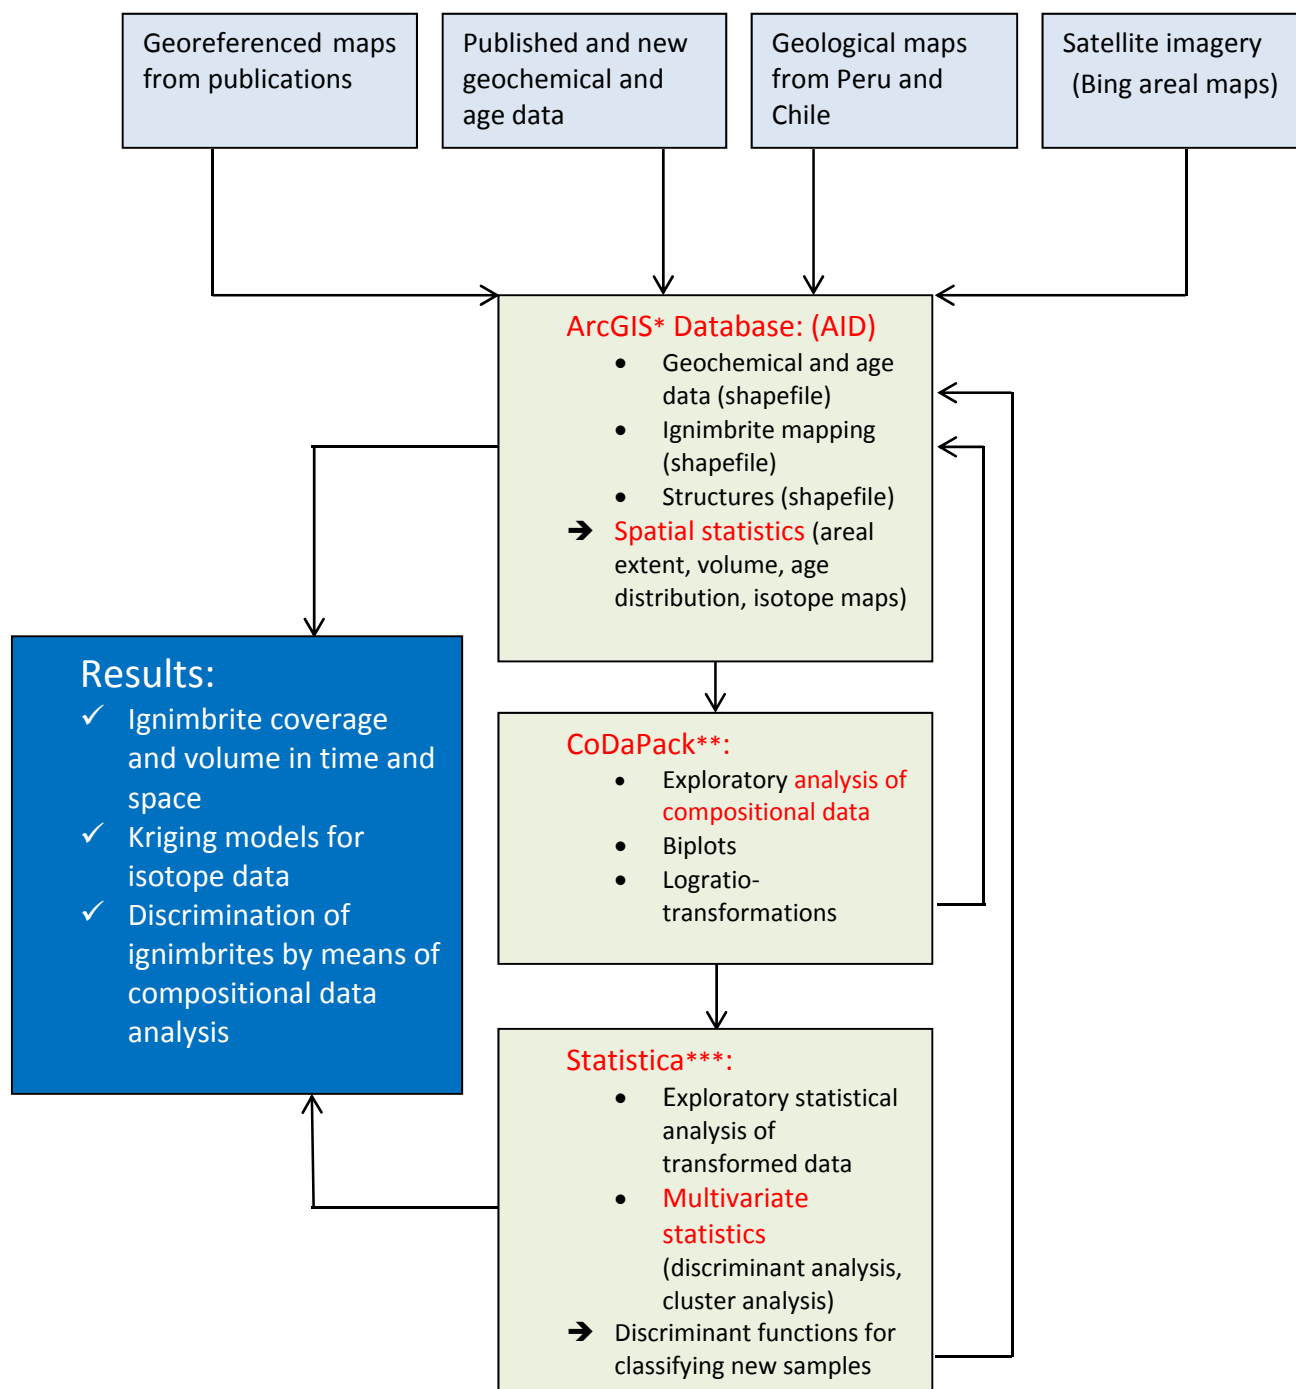 Georeferenced maps
from publications
Published and new
geochemical and
age data
Geological maps
from Peru and
Chile
Satellite imagery
(Bing areal maps)
ArcGIS* Database: (AID)
• Geochemical and age
data (shapefile)
• Ignimbrite mapping
(shapefile)
• Structures (shapefile)
➔ Spatial statistics (areal
extent, volume, age
distribution, isotope maps)
Results:
✓ Ignimbrite coverage
and volume in time and
space
✓ Kriging models for
isotope data
✓ Discrimination of
ignimbrites by means of
compositional data
analysis
CoDaPack**:
• Exploratory analysis of
compositional data
• Biplots
• Logratio-
transformations
Statistica***:
• Exploratory statistical
analysis of
transformed data
• Multivariate
statistics
(discriminant analysis,
cluster analysis)
➔ Discriminant functions for
classifying new samples